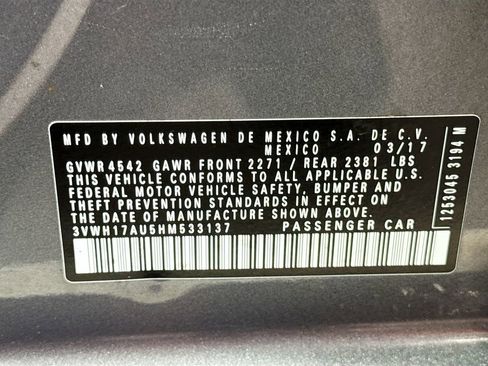 MFD BY VOLKSWAGEN DE MEXICO S.A. DE C.V.
MEXICO 03/17
GVWR 4542 GAWR FRONT 2271 / REAR 2381 LBS
THIS VEHICLE CONFORMS TO ALL APPLICABLE U.S.
FEDERAL MOTOR VEHICLE SAFETY, BUMPER AND
THEFT PREVENTION STANDARDS IN EFFECT ON THE
DATE OF MANUFACTURE SHOWN ABOVE
3VWH17AU5HM533137 PASSENGER CAR
1253045 3194 M